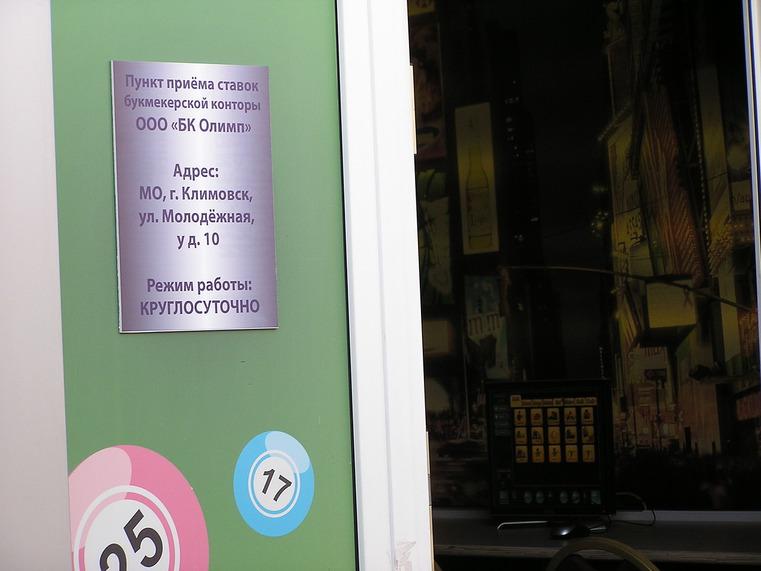 Пункт приёма ставок
букмекерской конторы
ООО «БК Олимп»
Адрес:
МО, г. Климовск,
ул. Молодёжная,
у д. 10
Режим работы:
КРУГЛОСУТОЧНО
17
25